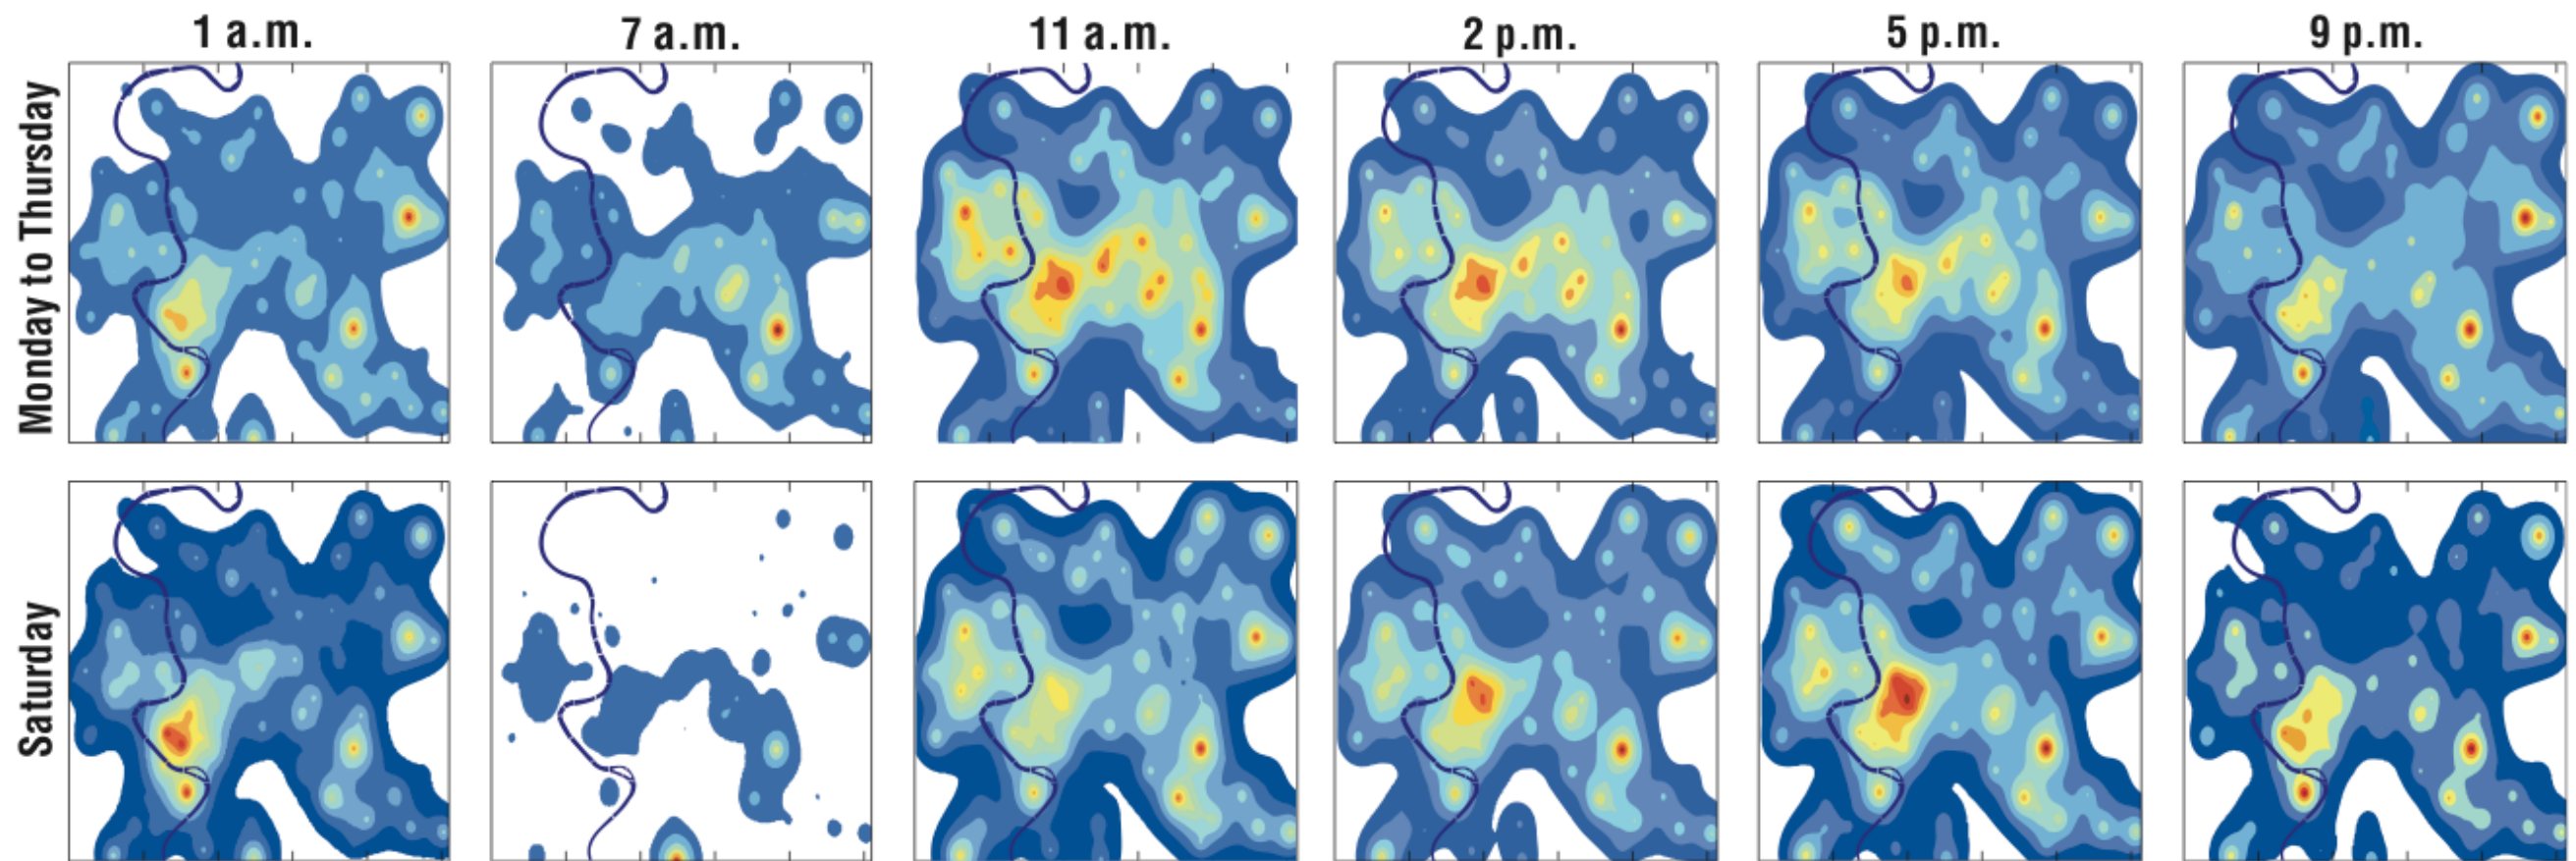 1 a.m. 7 a.m. 11 a.m. 2 p.m. 5 p.m. 9 p.m.
Monday to Thursday
Saturday